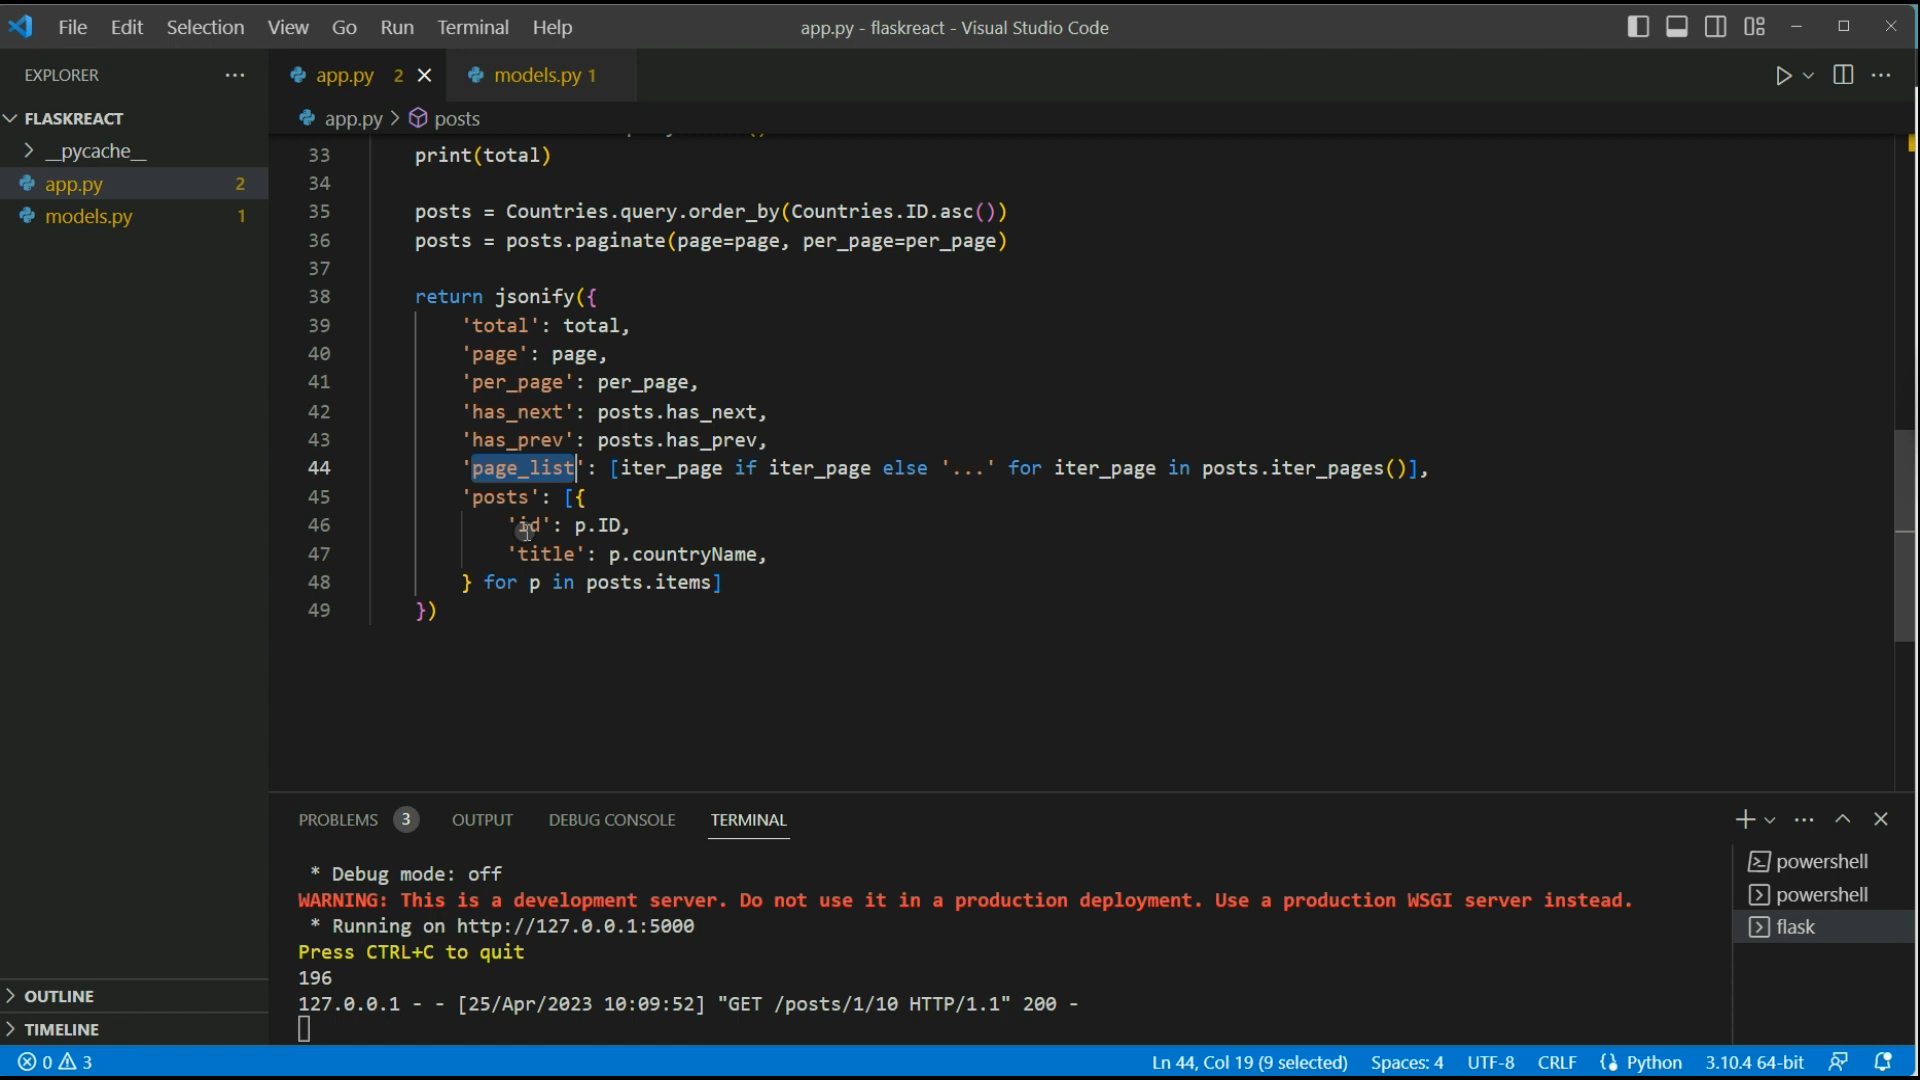 File Edit Selection View Go Run Terminal Help
app.py - flaskreact - Visual Studio Code
EXPLORER
FLASKREACT
__pycache__
app.py 2
models.py 1
OUTLINE
TIMELINE
app.py 2 models.py 1
app.py > posts
33 print(total)
34
35 posts = Countries.query.order_by(Countries.ID.asc())
36 posts = posts.paginate(page=page, per_page=per_page)
37
38 return jsonify({
39 'total': total,
40 'page': page,
41 'per_page': per_page,
42 'has_next': posts.has_next,
43 'has_prev': posts.has_prev,
44 'page_list': [iter_page if iter_page else '...' for iter_page in posts.iter_pages()],
45 'posts': [{
46 'id': p.ID,
47 'title': p.countryName,
48 } for p in posts.items]
49 })
PROBLEMS 3 OUTPUT DEBUG CONSOLE TERMINAL
* Debug mode: off
WARNING: This is a development server. Do not use it in a production deployment. Use a production WSGI server instead.
* Running on http://127.0.0.1:5000
Press CTRL+C to quit
196
127.0.0.1 - - [25/Apr/2023 10:09:52] "GET /posts/1/10 HTTP/1.1" 200 -
powershell
powershell
flask
0 3 Ln 44, Col 19 (9 selected) Spaces: 4 UTF-8 CRLF Python 3.10.4 64-bit